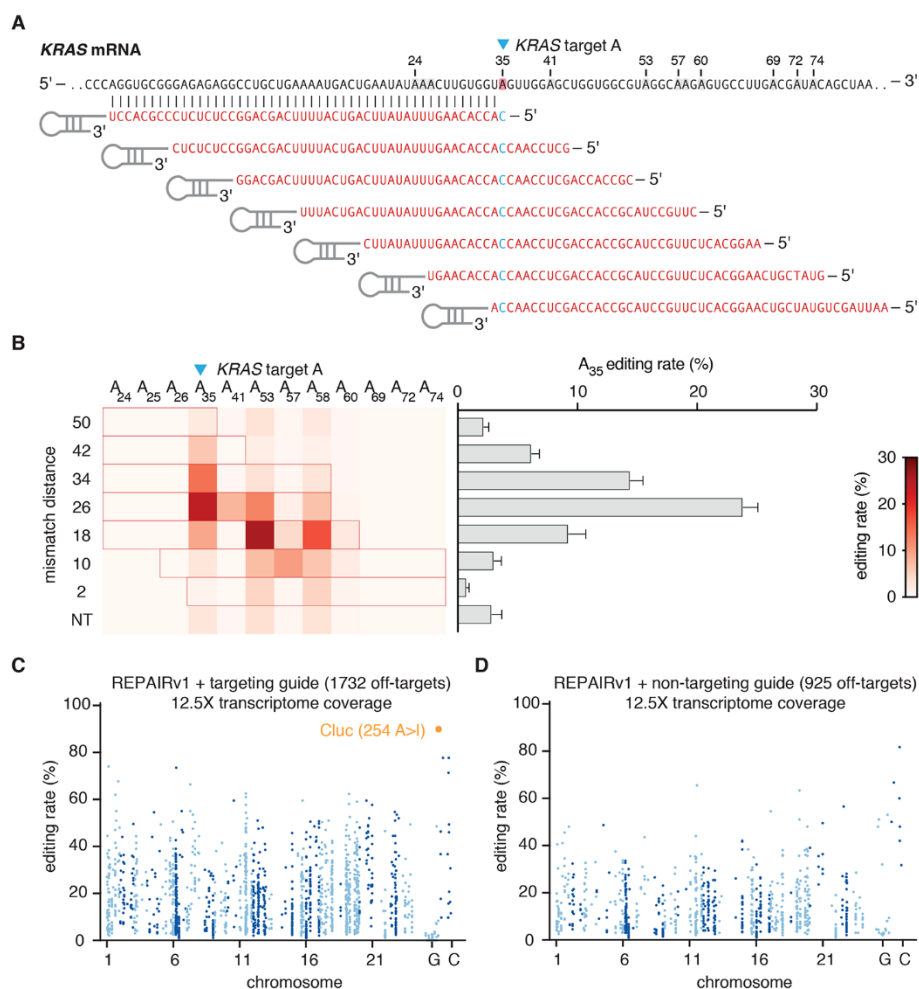 A
KRAS mRNA
KRAS target A
24 35 41 53 57 60 69 72 74
5' – ..CCCAGGUGCGGGAGAGAGGCCUGCUGAAAAUGACUGAAUAUAAACUUGUGGUAGUUGGAGCUGGUGGCGUAGGCAAGAGUGCCUUGACGAUACAGCUAA.. – 3'
3' UCCACGCCCUCUCUCCGGACGACUUUUACUGACUUAUAUUUGAACACCAC – 5'
3' CUCUCUCCGGACGACUUUUACUGACUUAUAUUUGAACACCACCAACCUCG – 5'
3' GGACGACUUUUACUGACUUAUAUUUGAACACCACCAACCUCGACCACCGC – 5'
3' UUUACUGACUUAUAUUUGAACACCACCAACCUCGACCACCGCAUCCGUUC – 5'
3' CUUAUAUUUGAACACCACCAACCUCGACCACCGCAUCCGUUCUCACGGAA – 5'
3' UGAACACCACCAACCUCGACCACCGCAUCCGUUCUCACGGAACUGCUAUG – 5'
3' ACCAACCUCGACCACCGCAUCCGUUCUCACGGAACUGCUAUGUCGAUUAA – 5'
B
KRAS target A
A24 A25 A26 A35 A41 A53 A57 A58 A60 A69 A72 A74
mismatch distance
50
42
34
26
18
10
2
NT
A35 editing rate (%)
0 10 20 30
editing rate (%)
30
20
10
0
C
REPAIRv1 + targeting guide (1732 off-targets)
12.5X transcriptome coverage
Cluc (254 A>I)
editing rate (%)
100
80
60
40
20
0
1 6 11 16 21 G C
chromosome
D
REPAIRv1 + non-targeting guide (925 off-targets)
12.5X transcriptome coverage
editing rate (%)
100
80
60
40
20
0
1 6 11 16 21 G C
chromosome